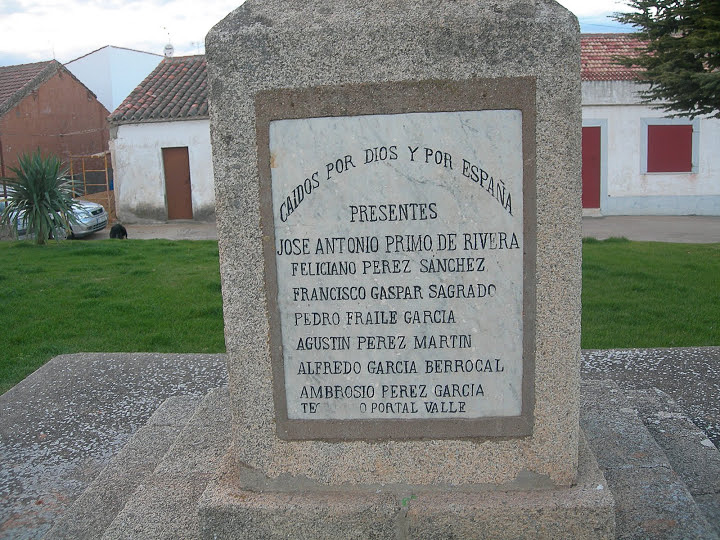 CAIDOS POR DIOS Y POR ESPAÑA
PRESENTES
JOSE ANTONIO PRIMO DE RIVERA
FELICIANO PEREZ SANCHEZ
FRANCISCO GASPAR SAGRADO
PEDRO FRAILE GARCIA
AGUSTIN PEREZ MARTIN
ALFREDO GARCIA BERROCAL
AMBROSIO PEREZ GARCIA
PORTAL VALLE